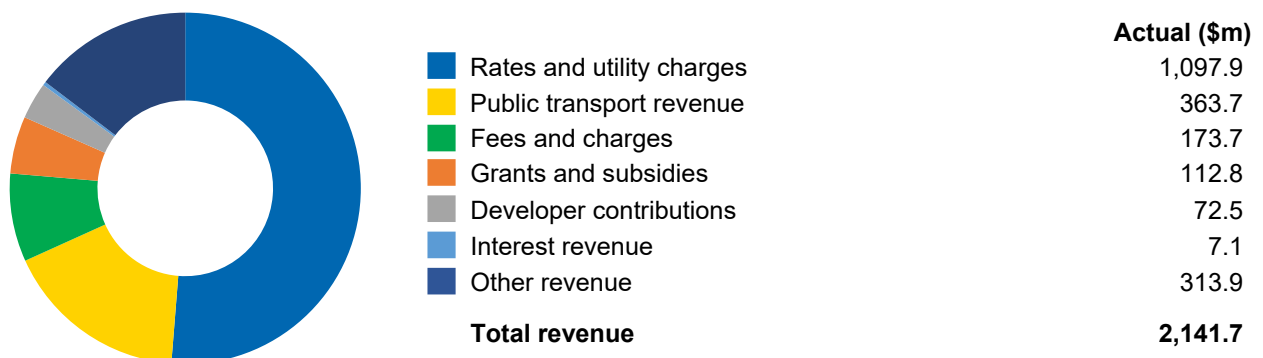 Actual ($m)
Rates and utility charges 1,097.9
Public transport revenue 363.7
Fees and charges 173.7
Grants and subsidies 112.8
Developer contributions 72.5
Interest revenue 7.1
Other revenue 313.9
Total revenue 2,141.7